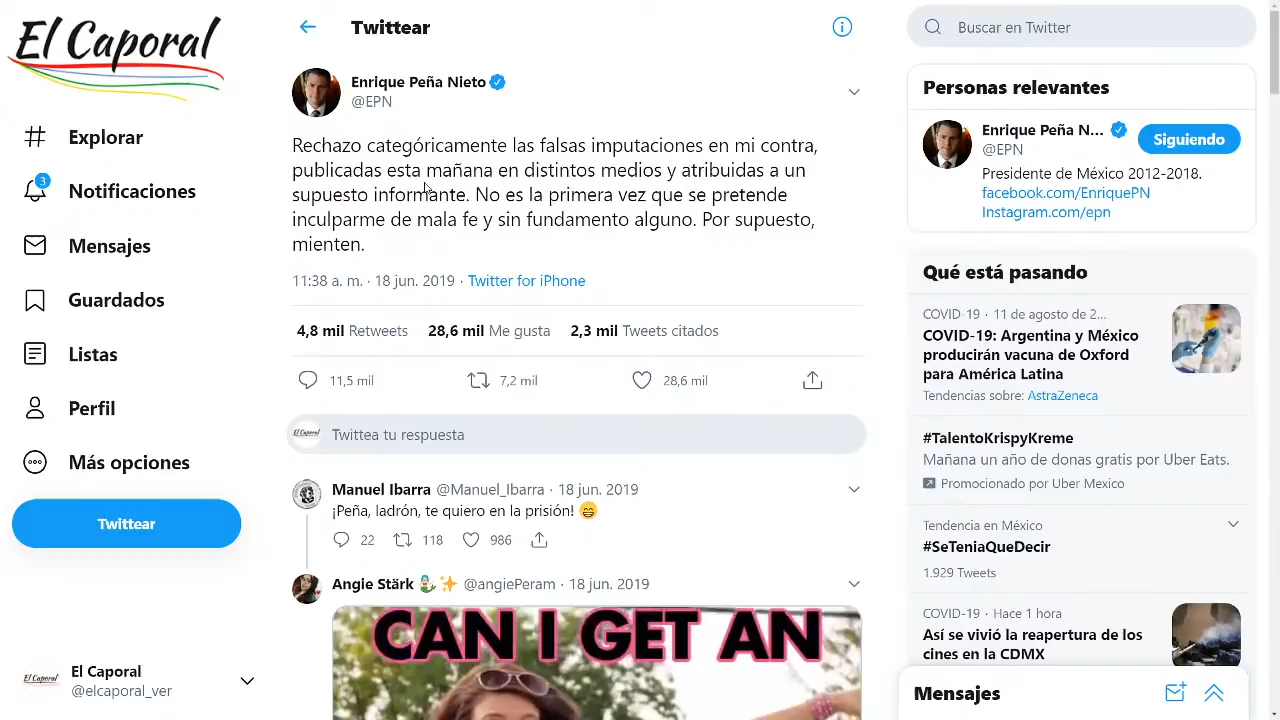 El Caporal
Explorar
3
Notificaciones
Mensajes
Guardados
Listas
Perfil
Más opciones
Twittear
El Caporal
@elcaporal_ver
Twittear
Enrique Peña Nieto
@EPN
Rechazo categóricamente las falsas imputaciones en mi contra,
publicadas esta mañana en distintos medios y atribuidas a un
supuesto informante. No es la primera vez que se pretende
inculparme de mala fe y sin fundamento alguno. Por supuesto,
mienten.
11:38 a. m. · 18 jun. 2019 · Twitter for iPhone
4,8 mil Retweets 28,6 mil Me gusta 2,3 mil Tweets citados
11,5 mil 7,2 mil 28,6 mil
El Caporal Twittea tu respuesta
Manuel Ibarra @Manuel_Ibarra · 18 jun. 2019
¡Peña, ladrón, te quiero en la prisión! 😁
22 118 986
Angie Stärk 🧜‍♀️✨ @angiePeram · 18 jun. 2019
CAN I GET AN
Buscar en Twitter
Personas relevantes
Enrique Peña N...
@EPN
Siguiendo
Presidente de México 2012-2018.
facebook.com/EnriquePN
Instagram.com/epn
Qué está pasando
COVID-19 · 11 de agosto de 2...
COVID-19: Argentina y México
producirán vacuna de Oxford
para América Latina
Tendencias sobre: AstraZeneca
#TalentoKrispyKreme
Mañana un año de donas gratis por Uber Eats.
Promocionado por Uber Mexico
Tendencia en México
#SeTeniaQueDecir
1.929 Tweets
COVID-19 · Hace 1 hora
Así se vivió la reapertura de los
cines en la CDMX
Mensajes
El Caporal